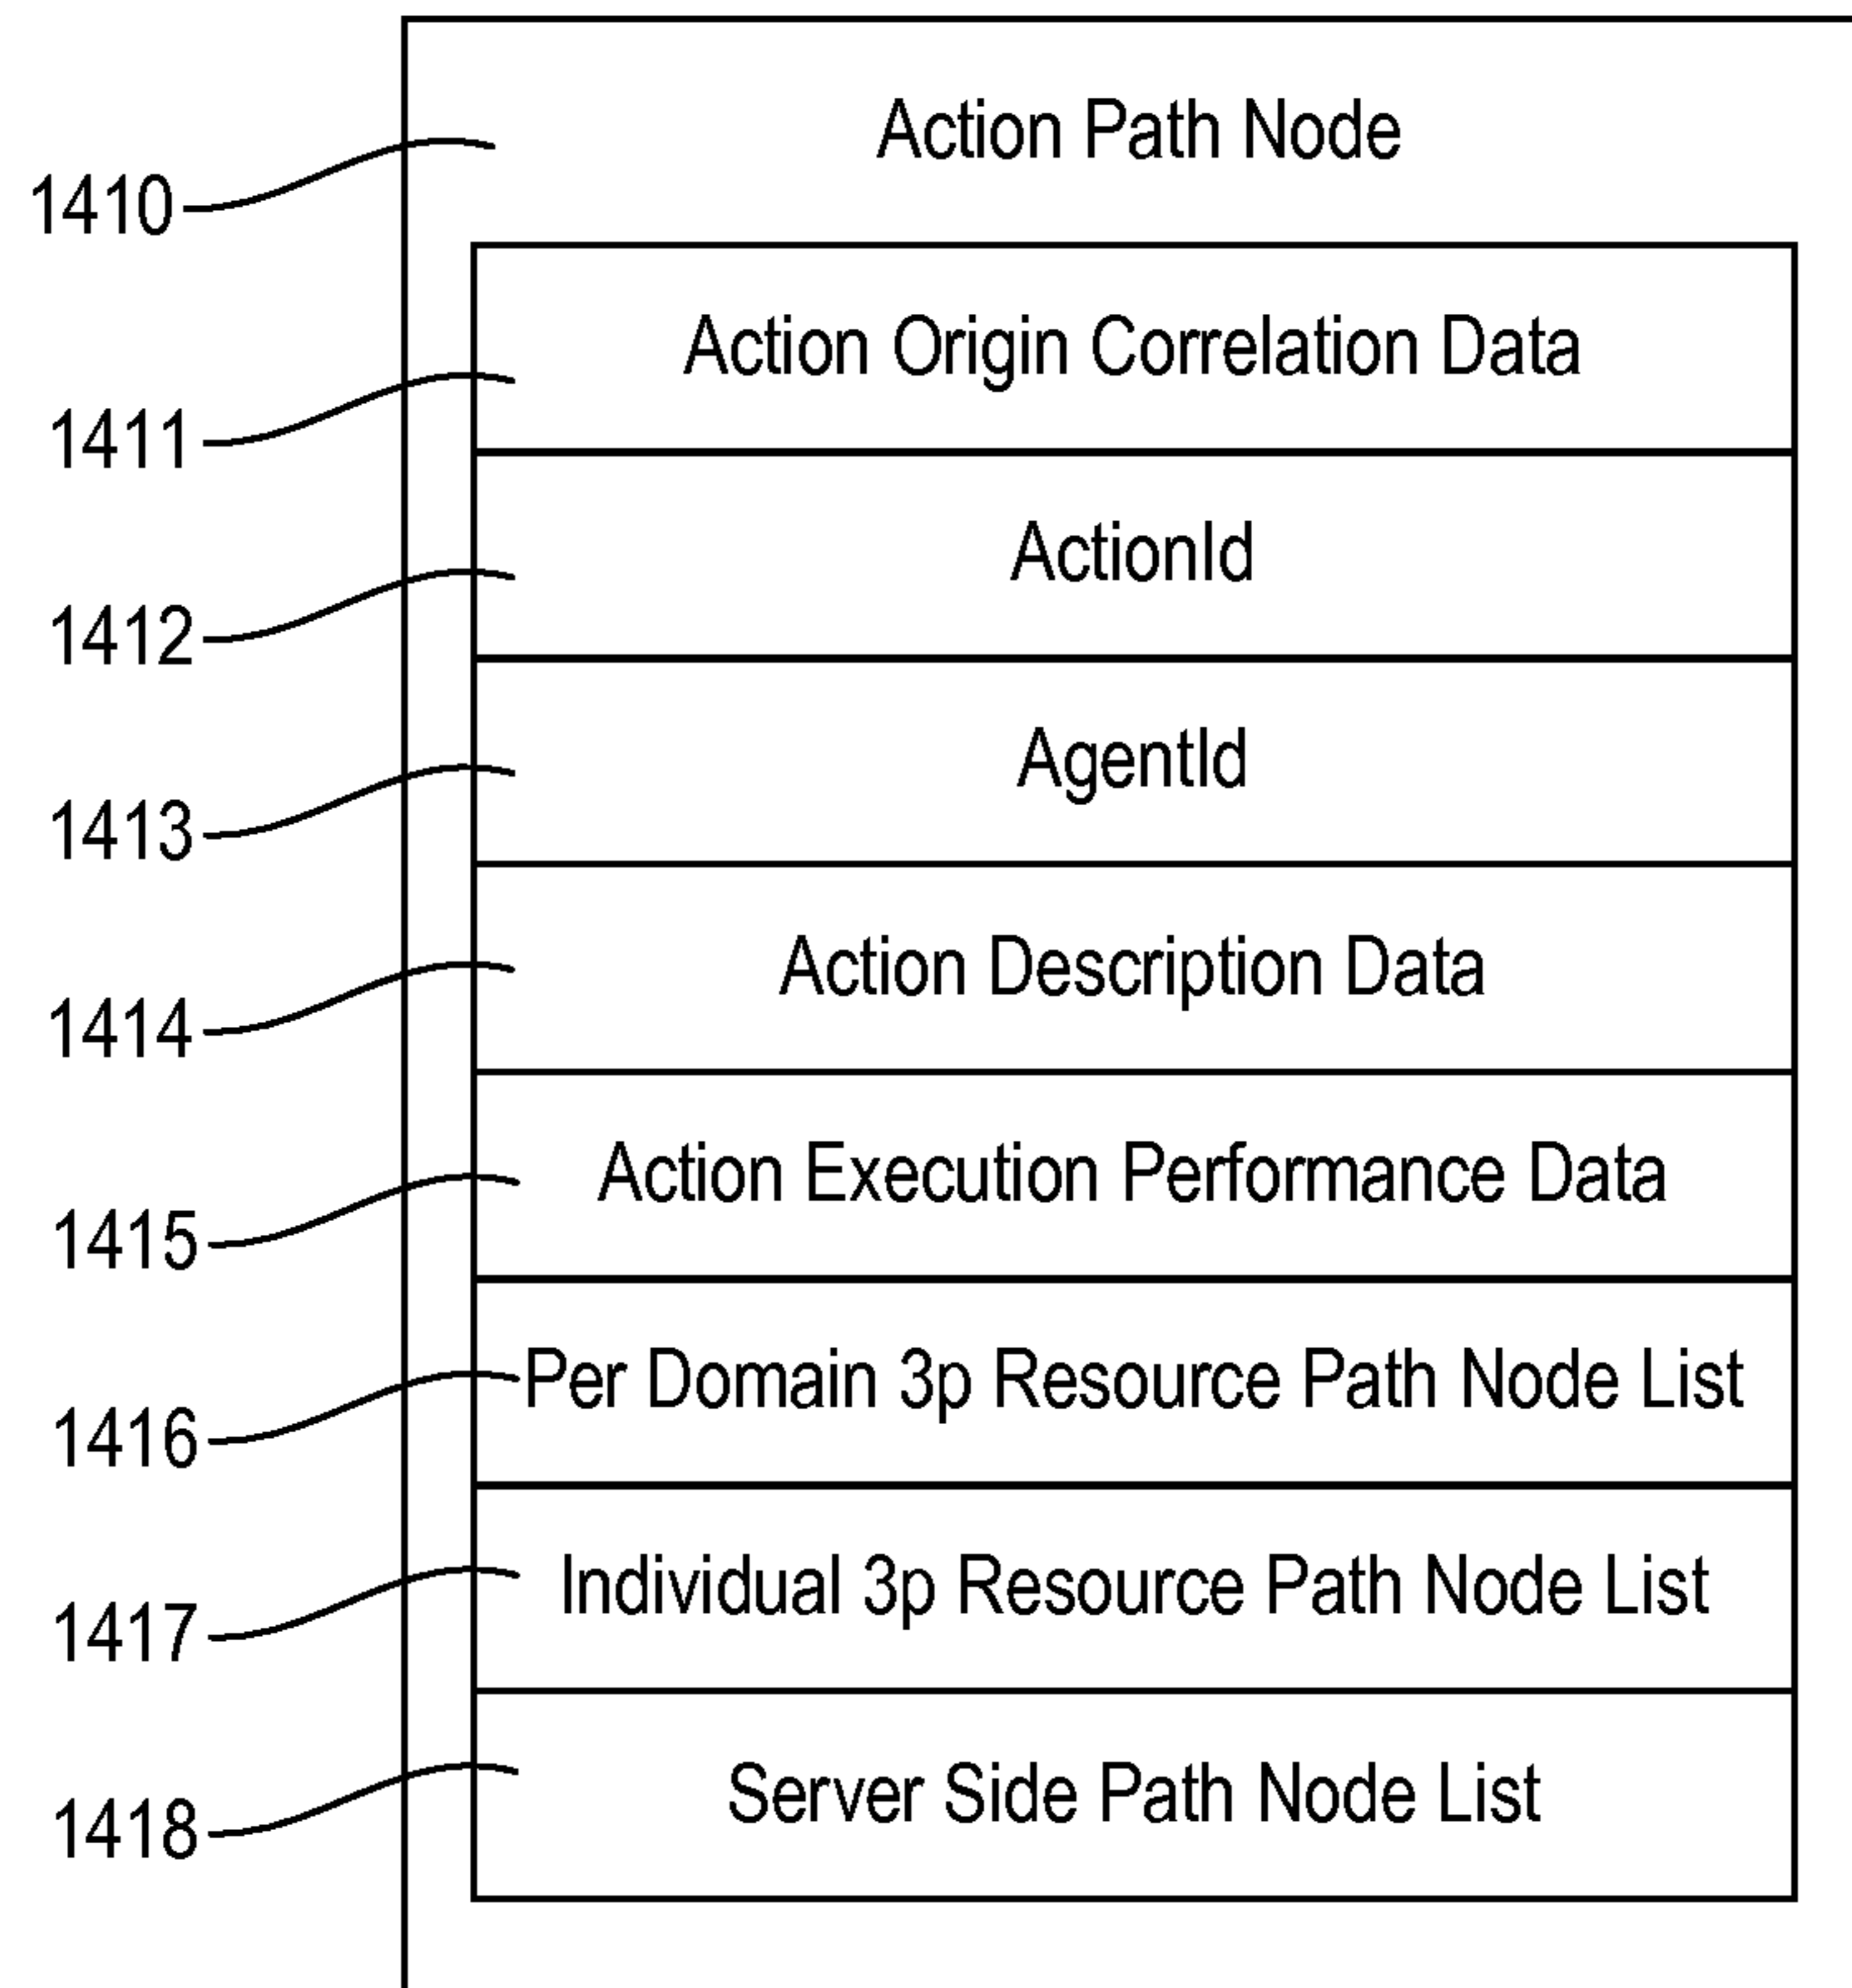 Action Path Node
1410
Action Origin Correlation Data
1411
ActionId
1412
AgentId
1413
Action Description Data
1414
Action Execution Performance Data
1415
Per Domain 3p Resource Path Node List
1416
Individual 3p Resource Path Node List
1417
Server Side Path Node List
1418